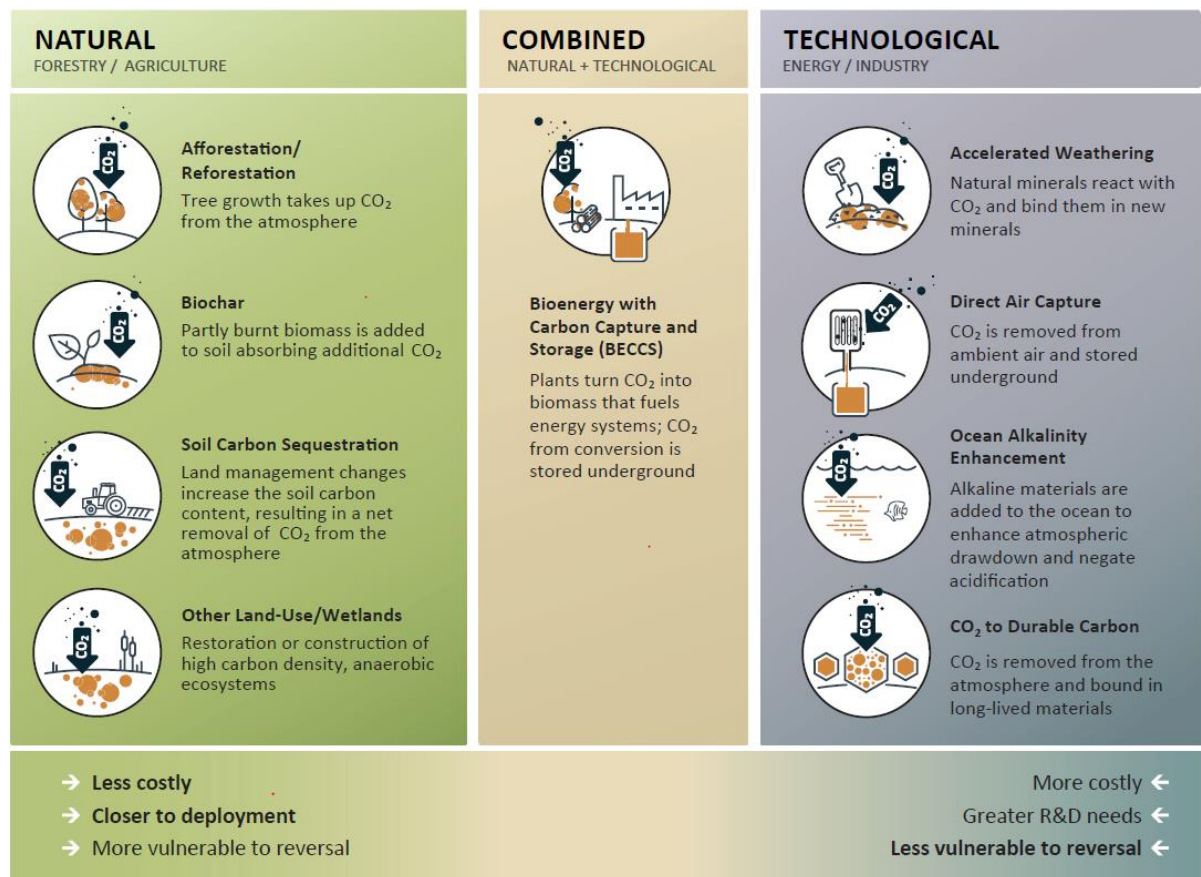 NATURAL
FORESTRY / AGRICULTURE
CO₂
Afforestation/
Reforestation
Tree growth takes up CO₂
from the atmosphere
CO₂
Biochar
Partly burnt biomass is added
to soil absorbing additional CO₂
CO₂
Soil Carbon Sequestration
Land management changes
increase the soil carbon
content, resulting in a net
removal of CO₂ from the
atmosphere
CO₂
Other Land-Use/Wetlands
Restoration or construction of
high carbon density, anaerobic
ecosystems
COMBINED
NATURAL + TECHNOLOGICAL
CO₂
Bioenergy with
Carbon Capture and
Storage (BECCS)
Plants turn CO₂ into
biomass that fuels
energy systems; CO₂
from conversion is
stored underground
TECHNOLOGICAL
ENERGY / INDUSTRY
CO₂
Accelerated Weathering
Natural minerals react with
CO₂ and bind them in new
minerals
CO₂
Direct Air Capture
CO₂ is removed from
ambient air and stored
underground
CO₂
Ocean Alkalinity
Enhancement
Alkaline materials are
added to the ocean to
enhance atmospheric
drawdown and negate
acidification
CO₂
CO₂ to Durable Carbon
CO₂ is removed from the
atmosphere and bound in
long-lived materials
→ Less costly
→ Closer to deployment
→ More vulnerable to reversal
More costly ←
Greater R&D needs ←
Less vulnerable to reversal ←